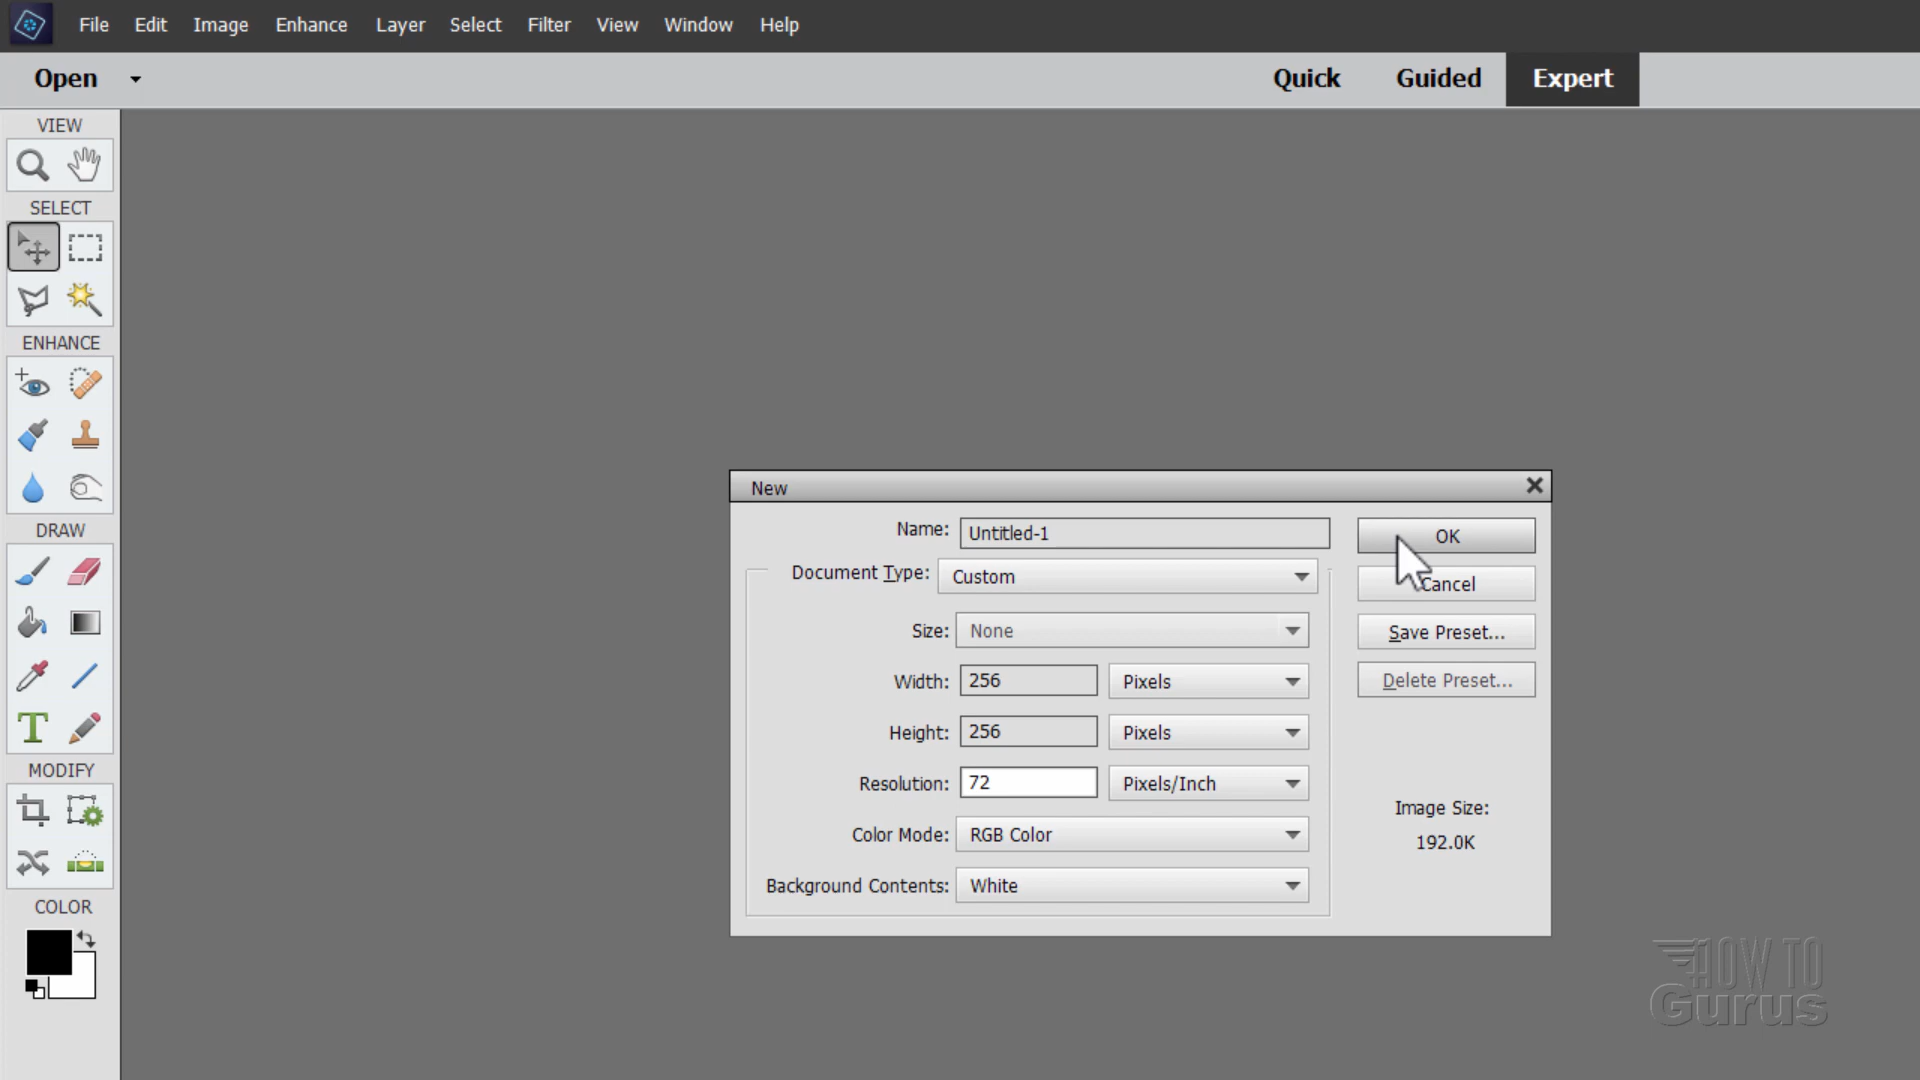 File Edit Image Enhance Layer Select Filter View Window Help
Open Quick Guided Expert
VIEW
SELECT
ENHANCE
DRAW
T
MODIFY
COLOR
New
Name: Untitled-1 OK
Document Type: Custom Cancel
Size: None Save Preset...
Width: 256 Pixels Delete Preset...
Height: 256 Pixels
Resolution: 72 Pixels/Inch
Image Size:
Color Mode: RGB Color 192.0K
Background Contents: White
HOW TO
Gurus